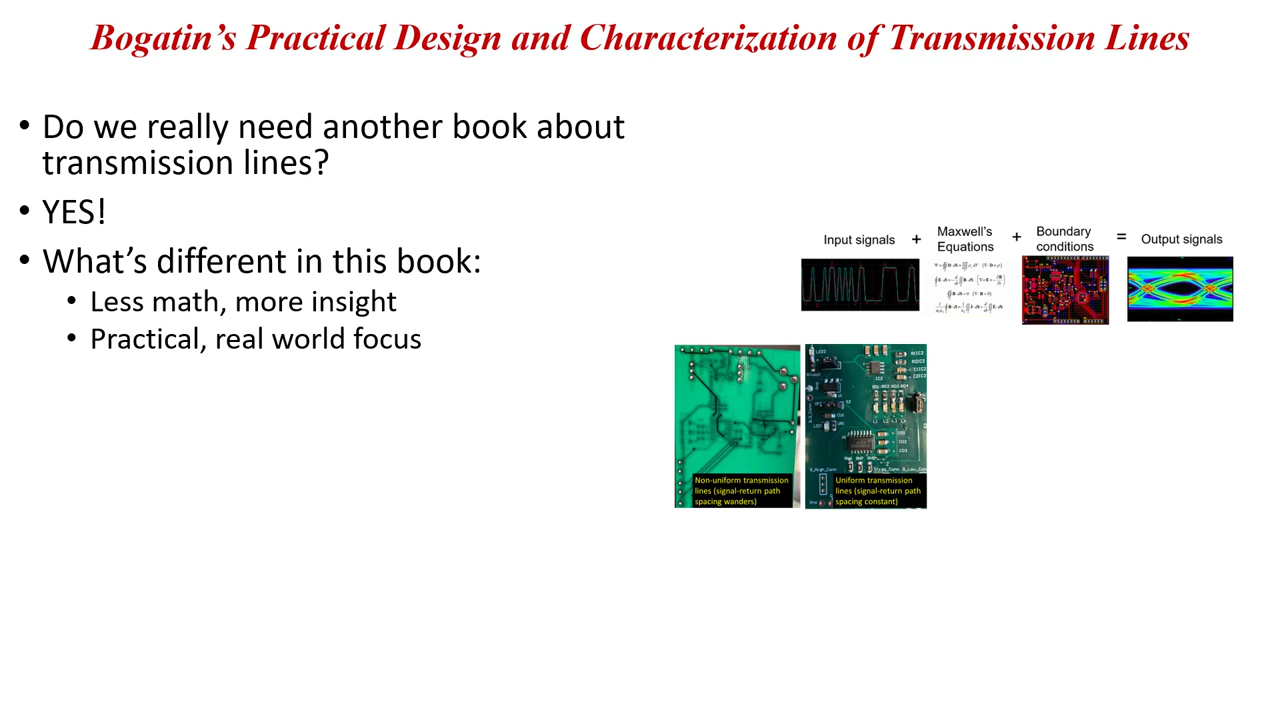 Bogatin’s Practical Design and Characterization of Transmission Lines
• Do we really need another book about
transmission lines?
• YES!
• What’s different in this book:
• Less math, more insight
• Practical, real world focus
Input signals + Maxwell’s Equations + Boundary conditions = Output signals
Non-uniform transmission
lines (signal-return path
spacing wanders)
Uniform transmission
lines (signal-return path
spacing constant)
LED2
IC2